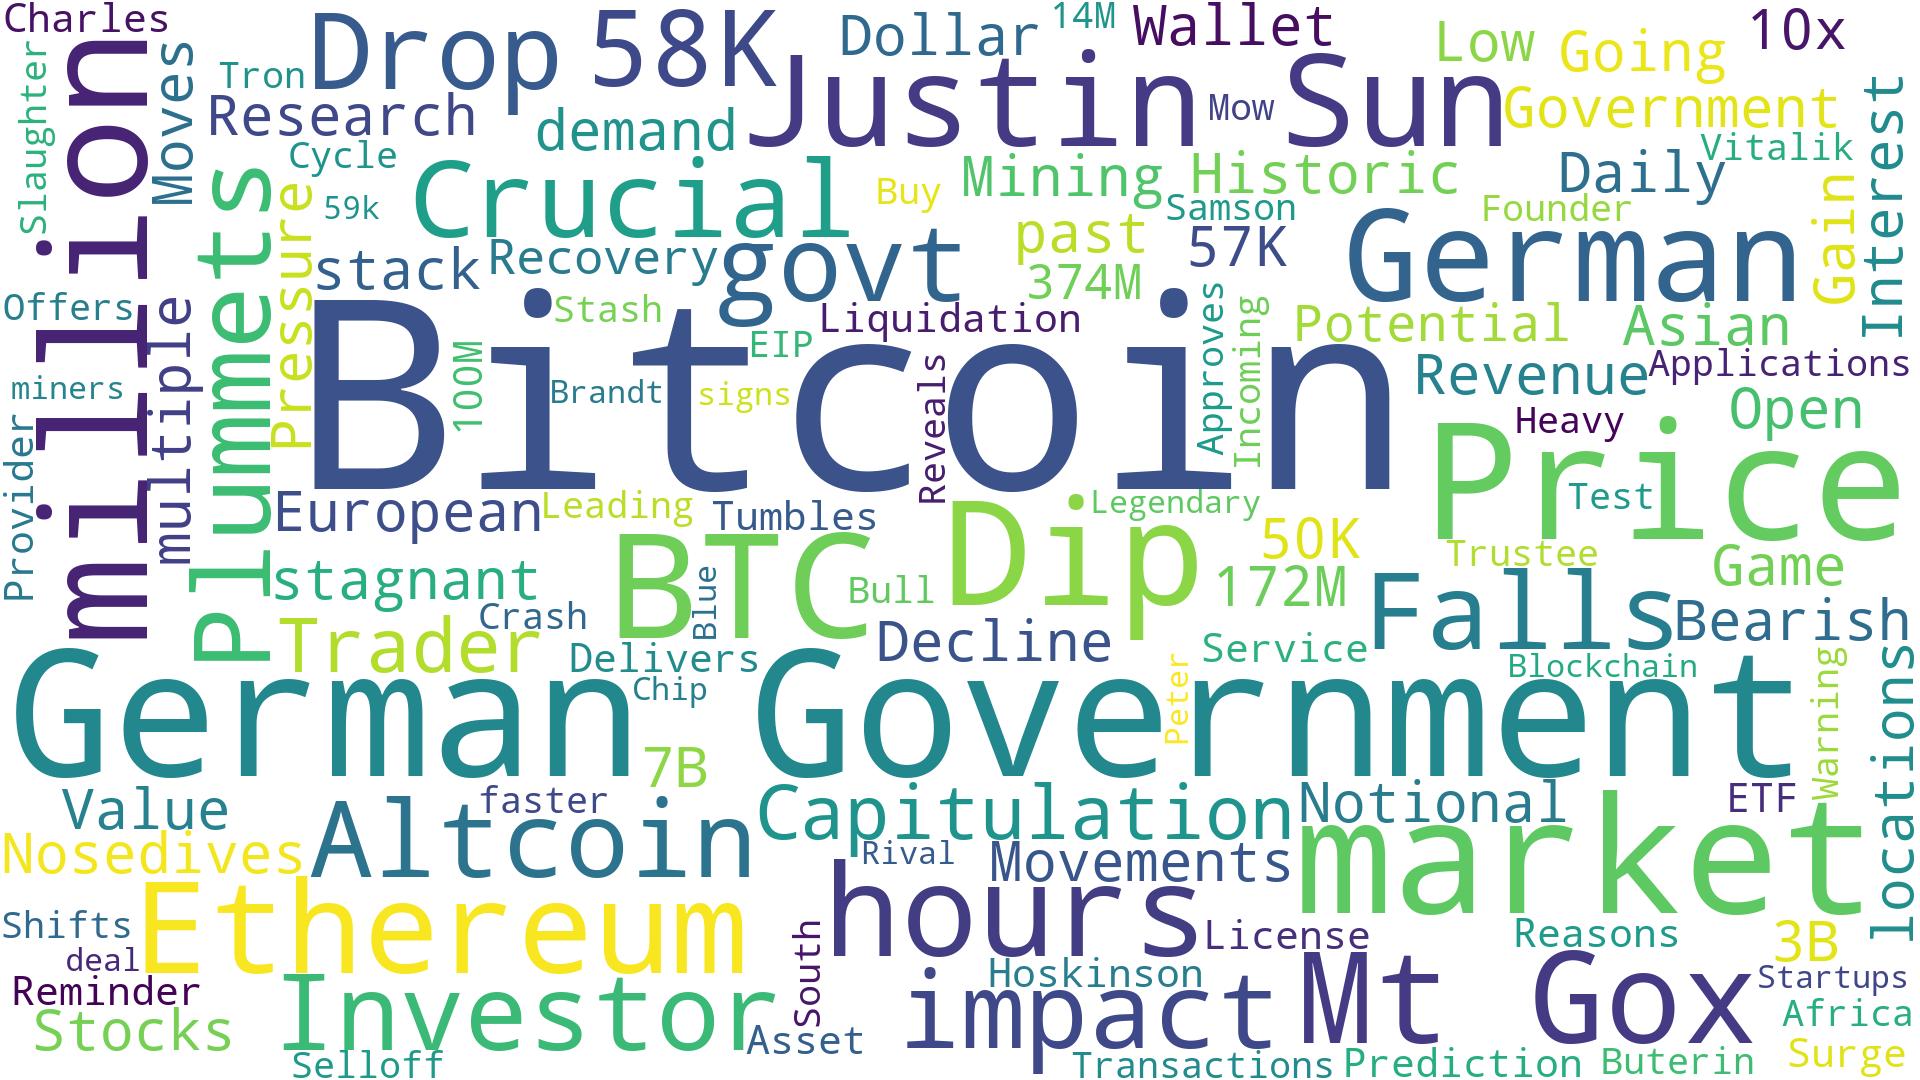 Charles
Drop
58K
Dollar
14M
Wallet
Low
Going
10x
Slaughter
million
Moves
Tron
Justin Sun
Research
demand
Mow
Government
Interest
Cycle
Crucial
Buy
Mining
Historic
Daily
Vitalik
Plummets
Pressure
59k
Samson
Founder
Gain
stack
Recovery
govt
past
57K
German
374M
Offers
multiple
Bitcoin
Stash
Liquidation
Approves
Incoming
Potential
Asian
EIP
100M
miners
Brandt
signs
Reveals
Revenue
Applications
Provider
Heavy
Open
Price
European
Leading
Tumbles
Legendary
Test
Dip
50K
Trustee
stagnant
BTC
Blue
Bull
172M
Falls
Game
Crash
Trader
Delivers
Decline
Service
Bearish
German Government
Chip
Peter
Blockchain
Warning
locations
7B
Value
faster
Altcoin
Capitulation
Notional
ETF
Nosedives
Rival
Movements
market
Ethereum
hours
Shifts
South
License
Reasons
3B
deal
Reminder
Investor
Hoskinson
impact
Mt Gox
Startups
Stocks
Asset
Africa
Selloff
Transactions
Prediction
Buterin
Surge